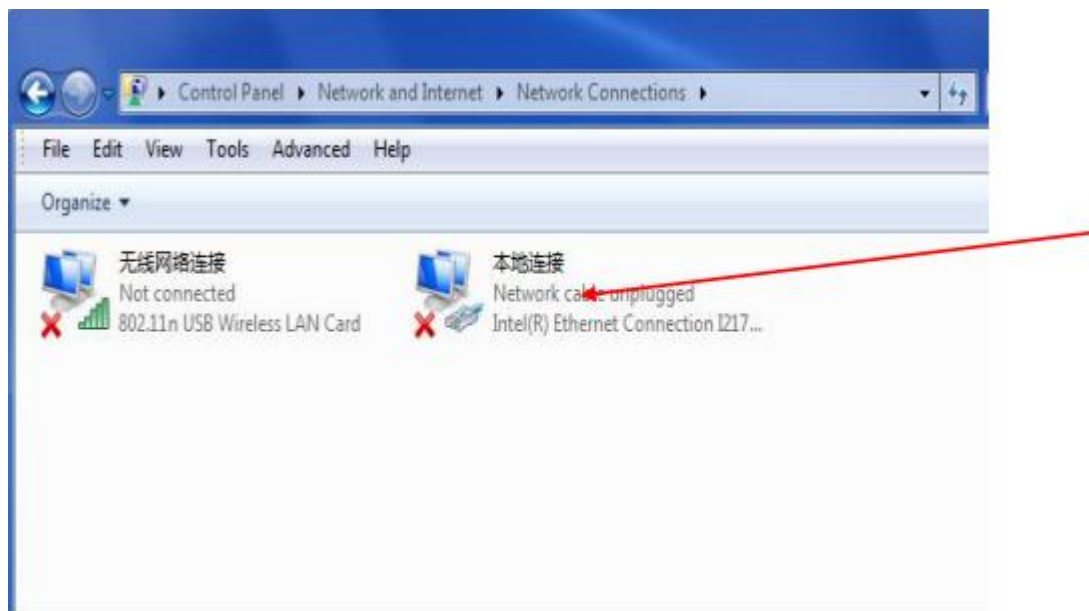 Control Panel Network and Internet Network Connections
File Edit View Tools Advanced Help
Organize
无线网络连接
Not connected
802.11n USB Wireless LAN Card
本地连接
Network cable unplugged
Intel(R) Ethernet Connection I217...